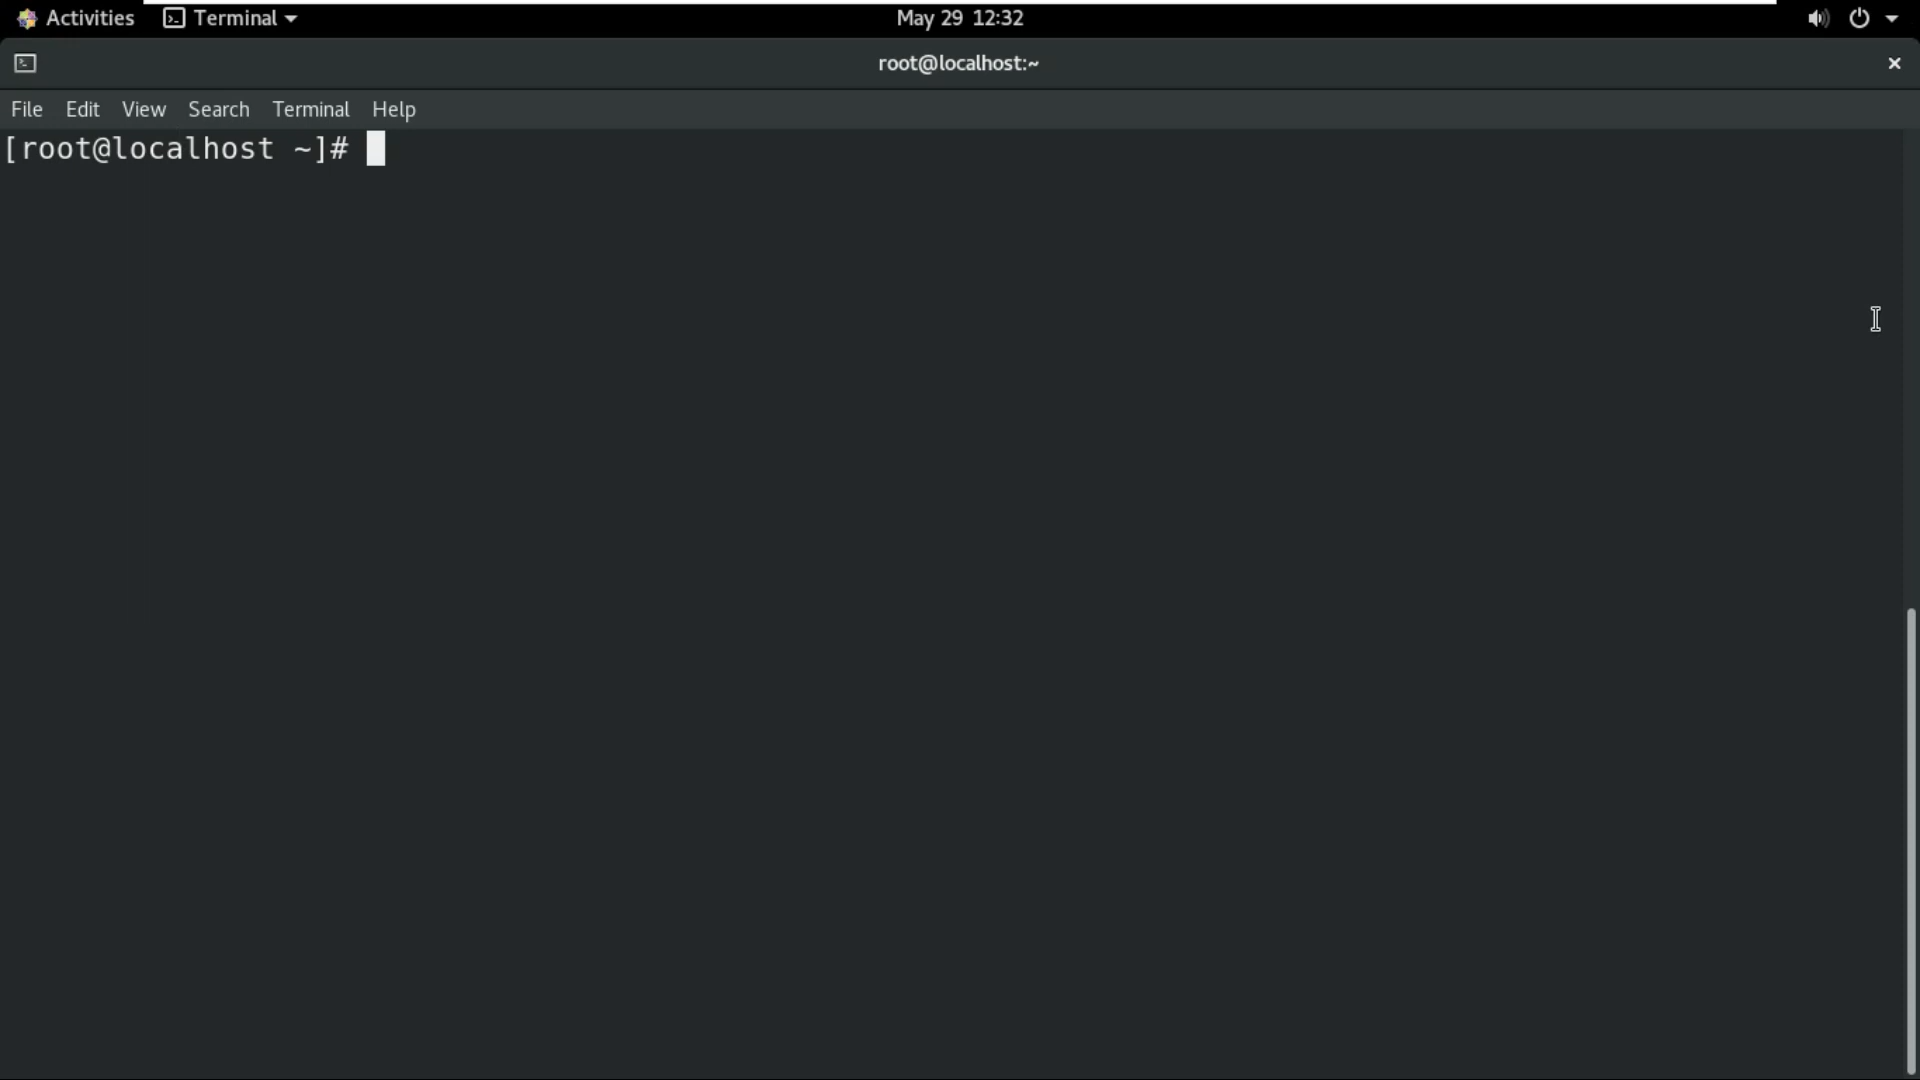 Activities Terminal May 29 12:32
root@localhost:~
File Edit View Search Terminal Help
[root@localhost ~]#